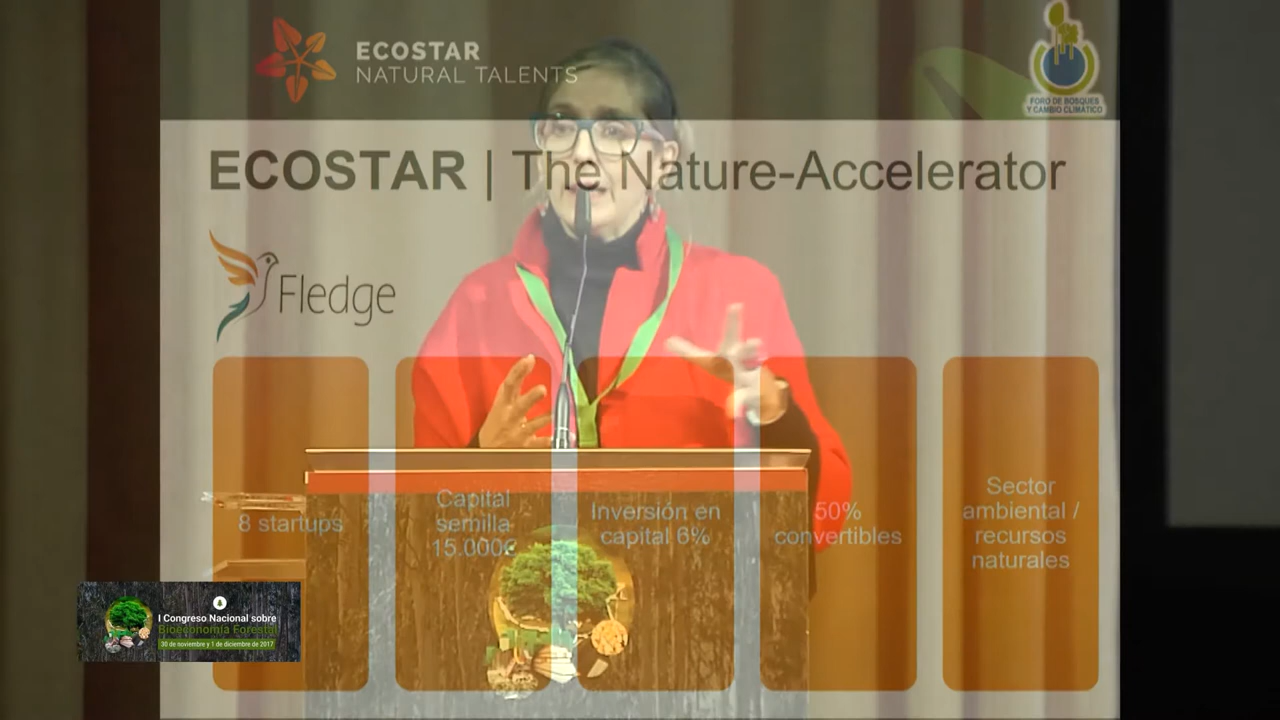 ECOSTAR
NATURAL TALENTS
FORO DE BOSQUES
Y CAMBIO CLIMÁTICO
ECOSTAR | The Nature-Accelerator
Fledge
8 startups
Capital
semilla
15.000€
Inversión en
capital 6%
50%
convertibles
Sector
ambiental /
recursos
naturales
I Congreso Nacional sobre
Bioeconomía Forestal
30 de noviembre y 1 de diciembre de 2017